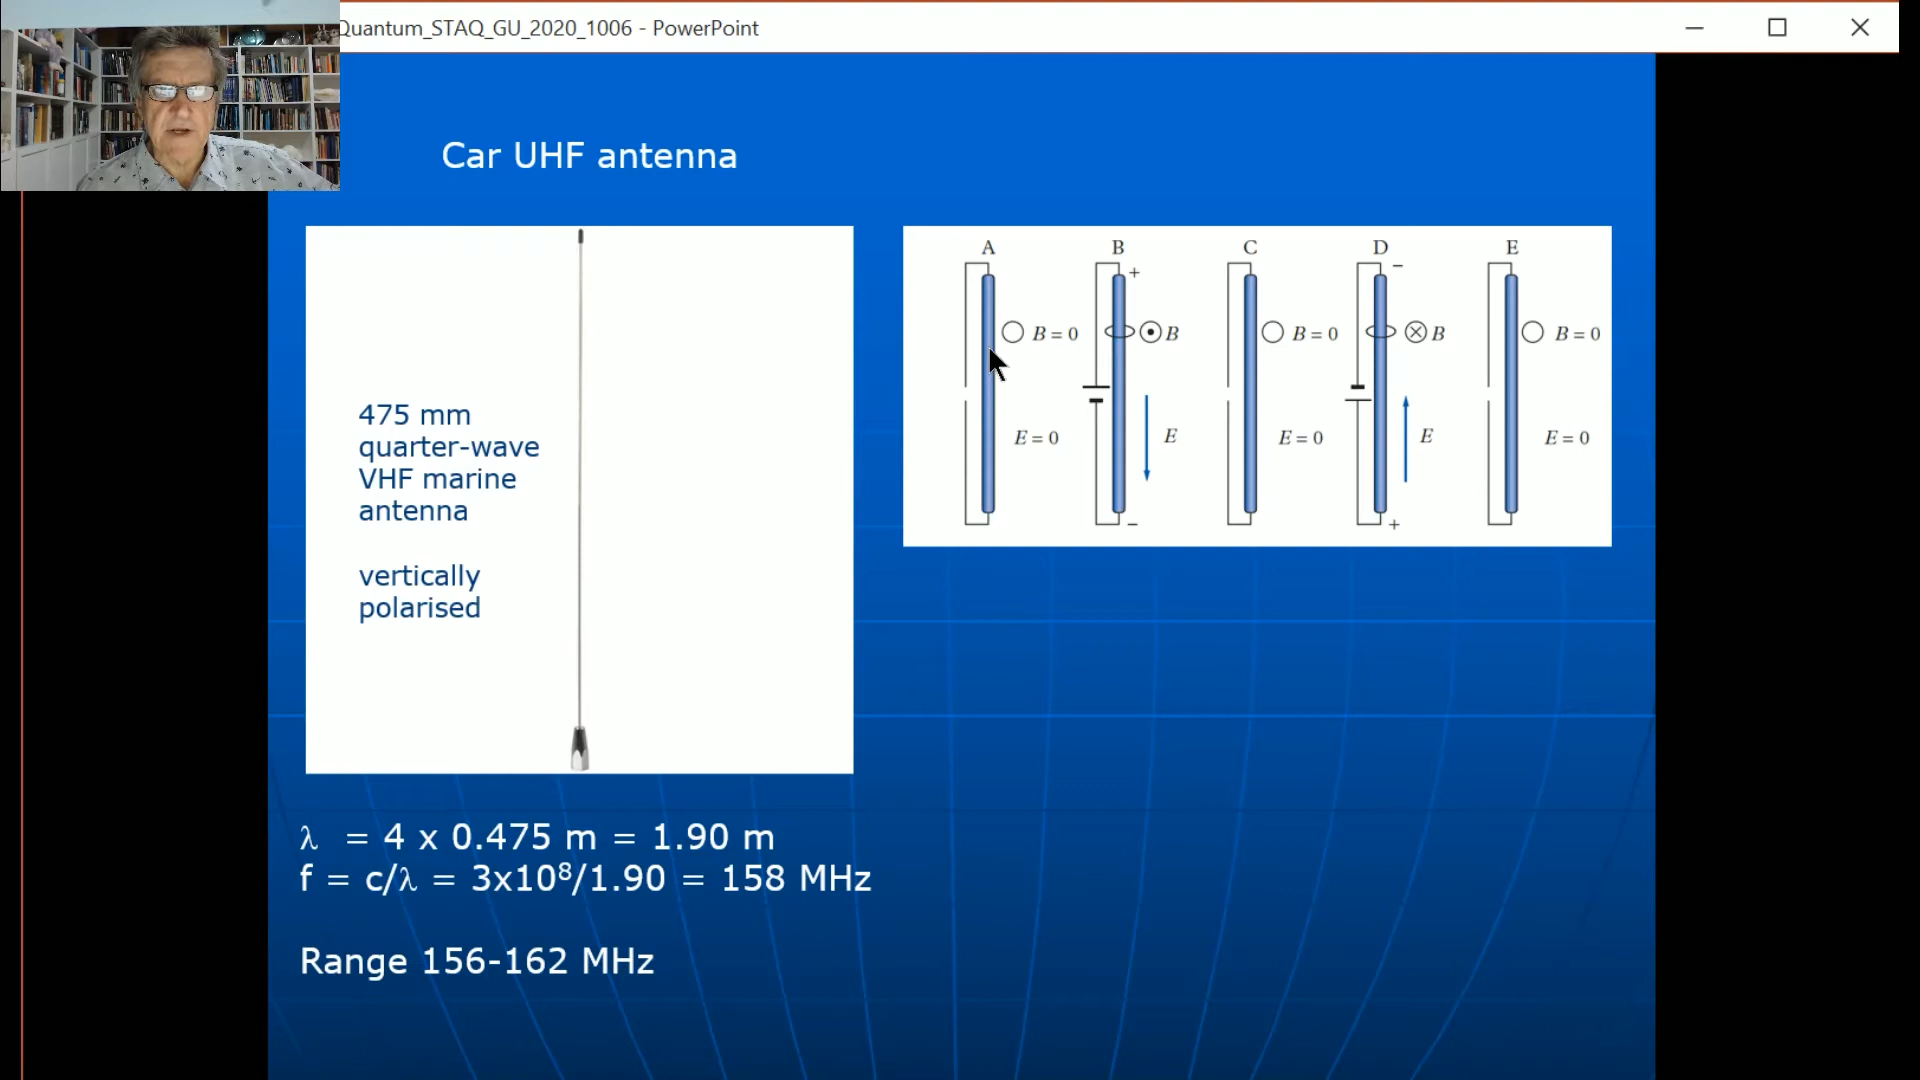 Quantum_STAQ_GU_2020_1006 - PowerPoint
Car UHF antenna
475 mm
quarter-wave
VHF marine
antenna
vertically
polarised
A B C D E
+ −
B = 0 B B = 0 B B = 0
E = 0 E E = 0 E E = 0
− +
λ = 4 x 0.475 m = 1.90 m
f = c/λ = 3x10⁸/1.90 = 158 MHz
Range 156-162 MHz